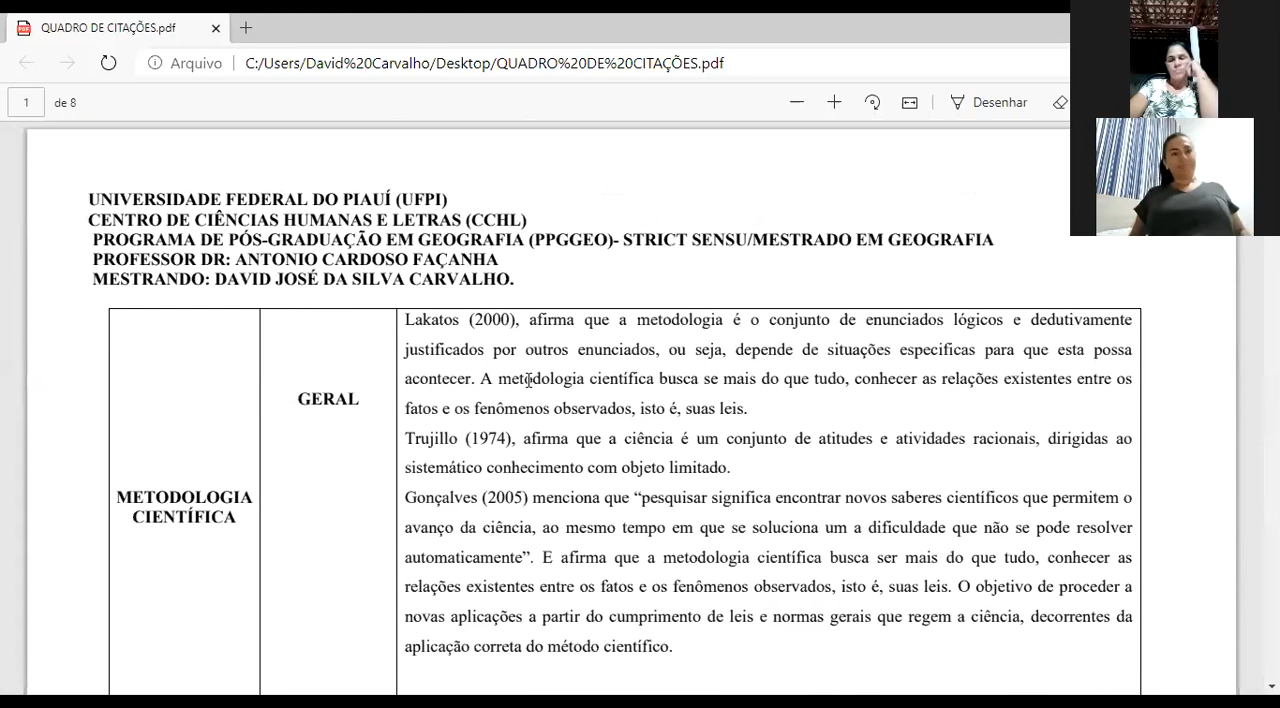 QUADRO DE CITAÇÕES.pdf
Arquivo
C:/Users/David%20Carvalho/Desktop/QUADRO%20DE%20CITAÇÕES.pdf
1 de 8
Desenhar
UNIVERSIDADE FEDERAL DO PIAUÍ (UFPI)
CENTRO DE CIÊNCIAS HUMANAS E LETRAS (CCHL)
PROGRAMA DE PÓS-GRADUAÇÃO EM GEOGRAFIA (PPGGEO)- STRICT SENSU/MESTRADO EM GEOGRAFIA
PROFESSOR DR: ANTONIO CARDOSO FAÇANHA
MESTRANDO: DAVID JOSÉ DA SILVA CARVALHO.
METODOLOGIA
CIENTÍFICA
GERAL
Lakatos (2000), afirma que a metodologia é o conjunto de enunciados lógicos e dedutivamente
justificados por outros enunciados, ou seja, depende de situações especificas para que esta possa
acontecer. A metodologia científica busca se mais do que tudo, conhecer as relações existentes entre os
fatos e os fenômenos observados, isto é, suas leis.
Trujillo (1974), afirma que a ciência é um conjunto de atitudes e atividades racionais, dirigidas ao
sistemático conhecimento com objeto limitado.
Gonçalves (2005) menciona que “pesquisar significa encontrar novos saberes científicos que permitem o
avanço da ciência, ao mesmo tempo em que se soluciona um a dificuldade que não se pode resolver
automaticamente”. E afirma que a metodologia científica busca ser mais do que tudo, conhecer as
relações existentes entre os fatos e os fenômenos observados, isto é, suas leis. O objetivo de proceder a
novas aplicações a partir do cumprimento de leis e normas gerais que regem a ciência, decorrentes da
aplicação correta do método científico.